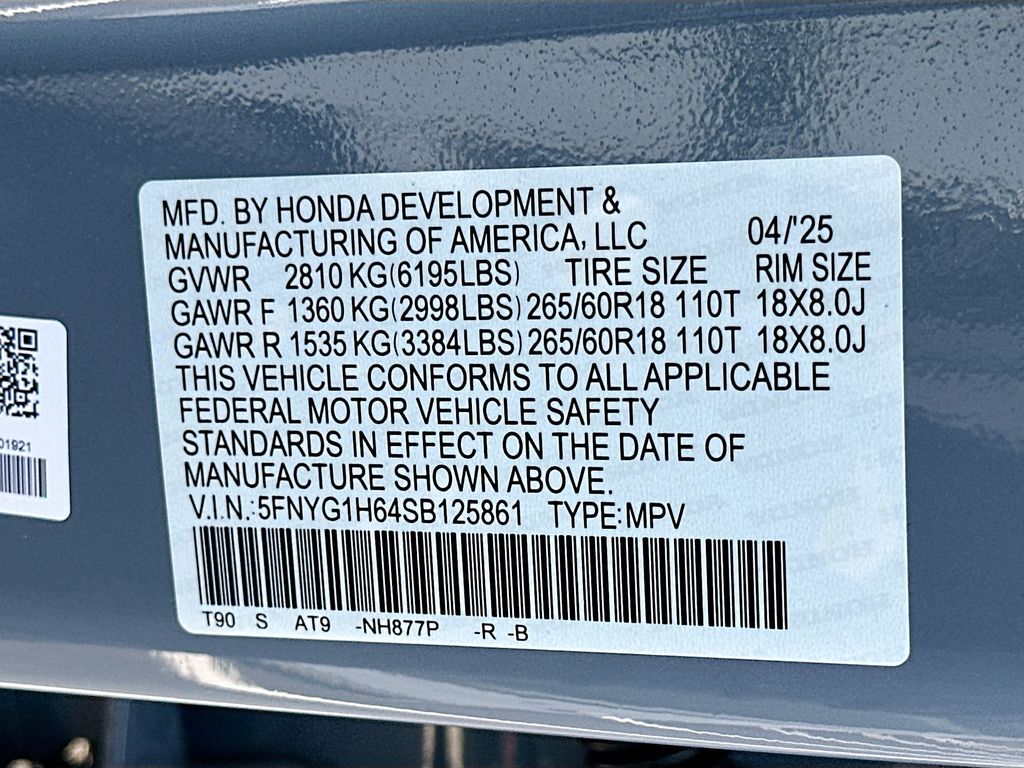 MFD. BY HONDA DEVELOPMENT &
MANUFACTURING OF AMERICA, LLC 04/'25
GVWR 2810 KG(6195LBS) TIRE SIZE RIM SIZE
GAWR F 1360 KG(2998LBS) 265/60R18 110T 18X8.0J
GAWR R 1535 KG(3384LBS) 265/60R18 110T 18X8.0J
THIS VEHICLE CONFORMS TO ALL APPLICABLE
FEDERAL MOTOR VEHICLE SAFETY
STANDARDS IN EFFECT ON THE DATE OF
MANUFACTURE SHOWN ABOVE.
V.I.N.:5FNYG1H64SB125861 TYPE:MPV
T90 S AT9 -NH877P -R -B
01921